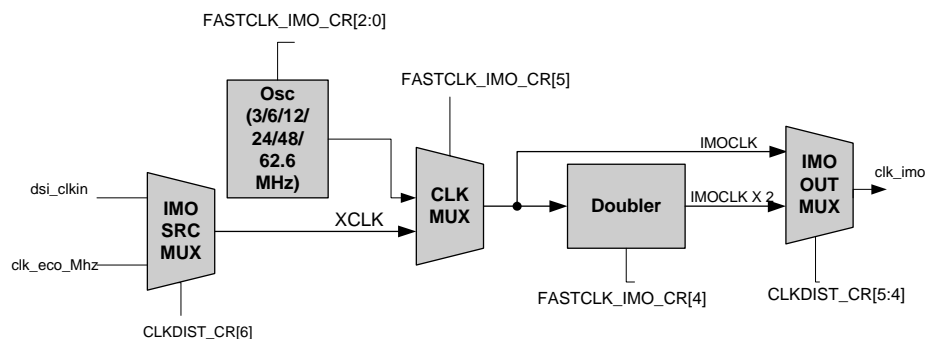 FASTCLK_IMO_CR[2:0]
FASTCLK_IMO_CR[5]
Osc
(3/6/12/
24/48/
62.6
MHz)
IMOCLK
clk_imo
dsi_clkin
IMO
SRC
MUX
XCLK
CLK
MUX
Doubler
IMOCLK X 2
IMO
OUT
MUX
clk_eco_Mhz
FASTCLK_IMO_CR[4]
CLKDIST_CR[5:4]
CLKDIST_CR[6]